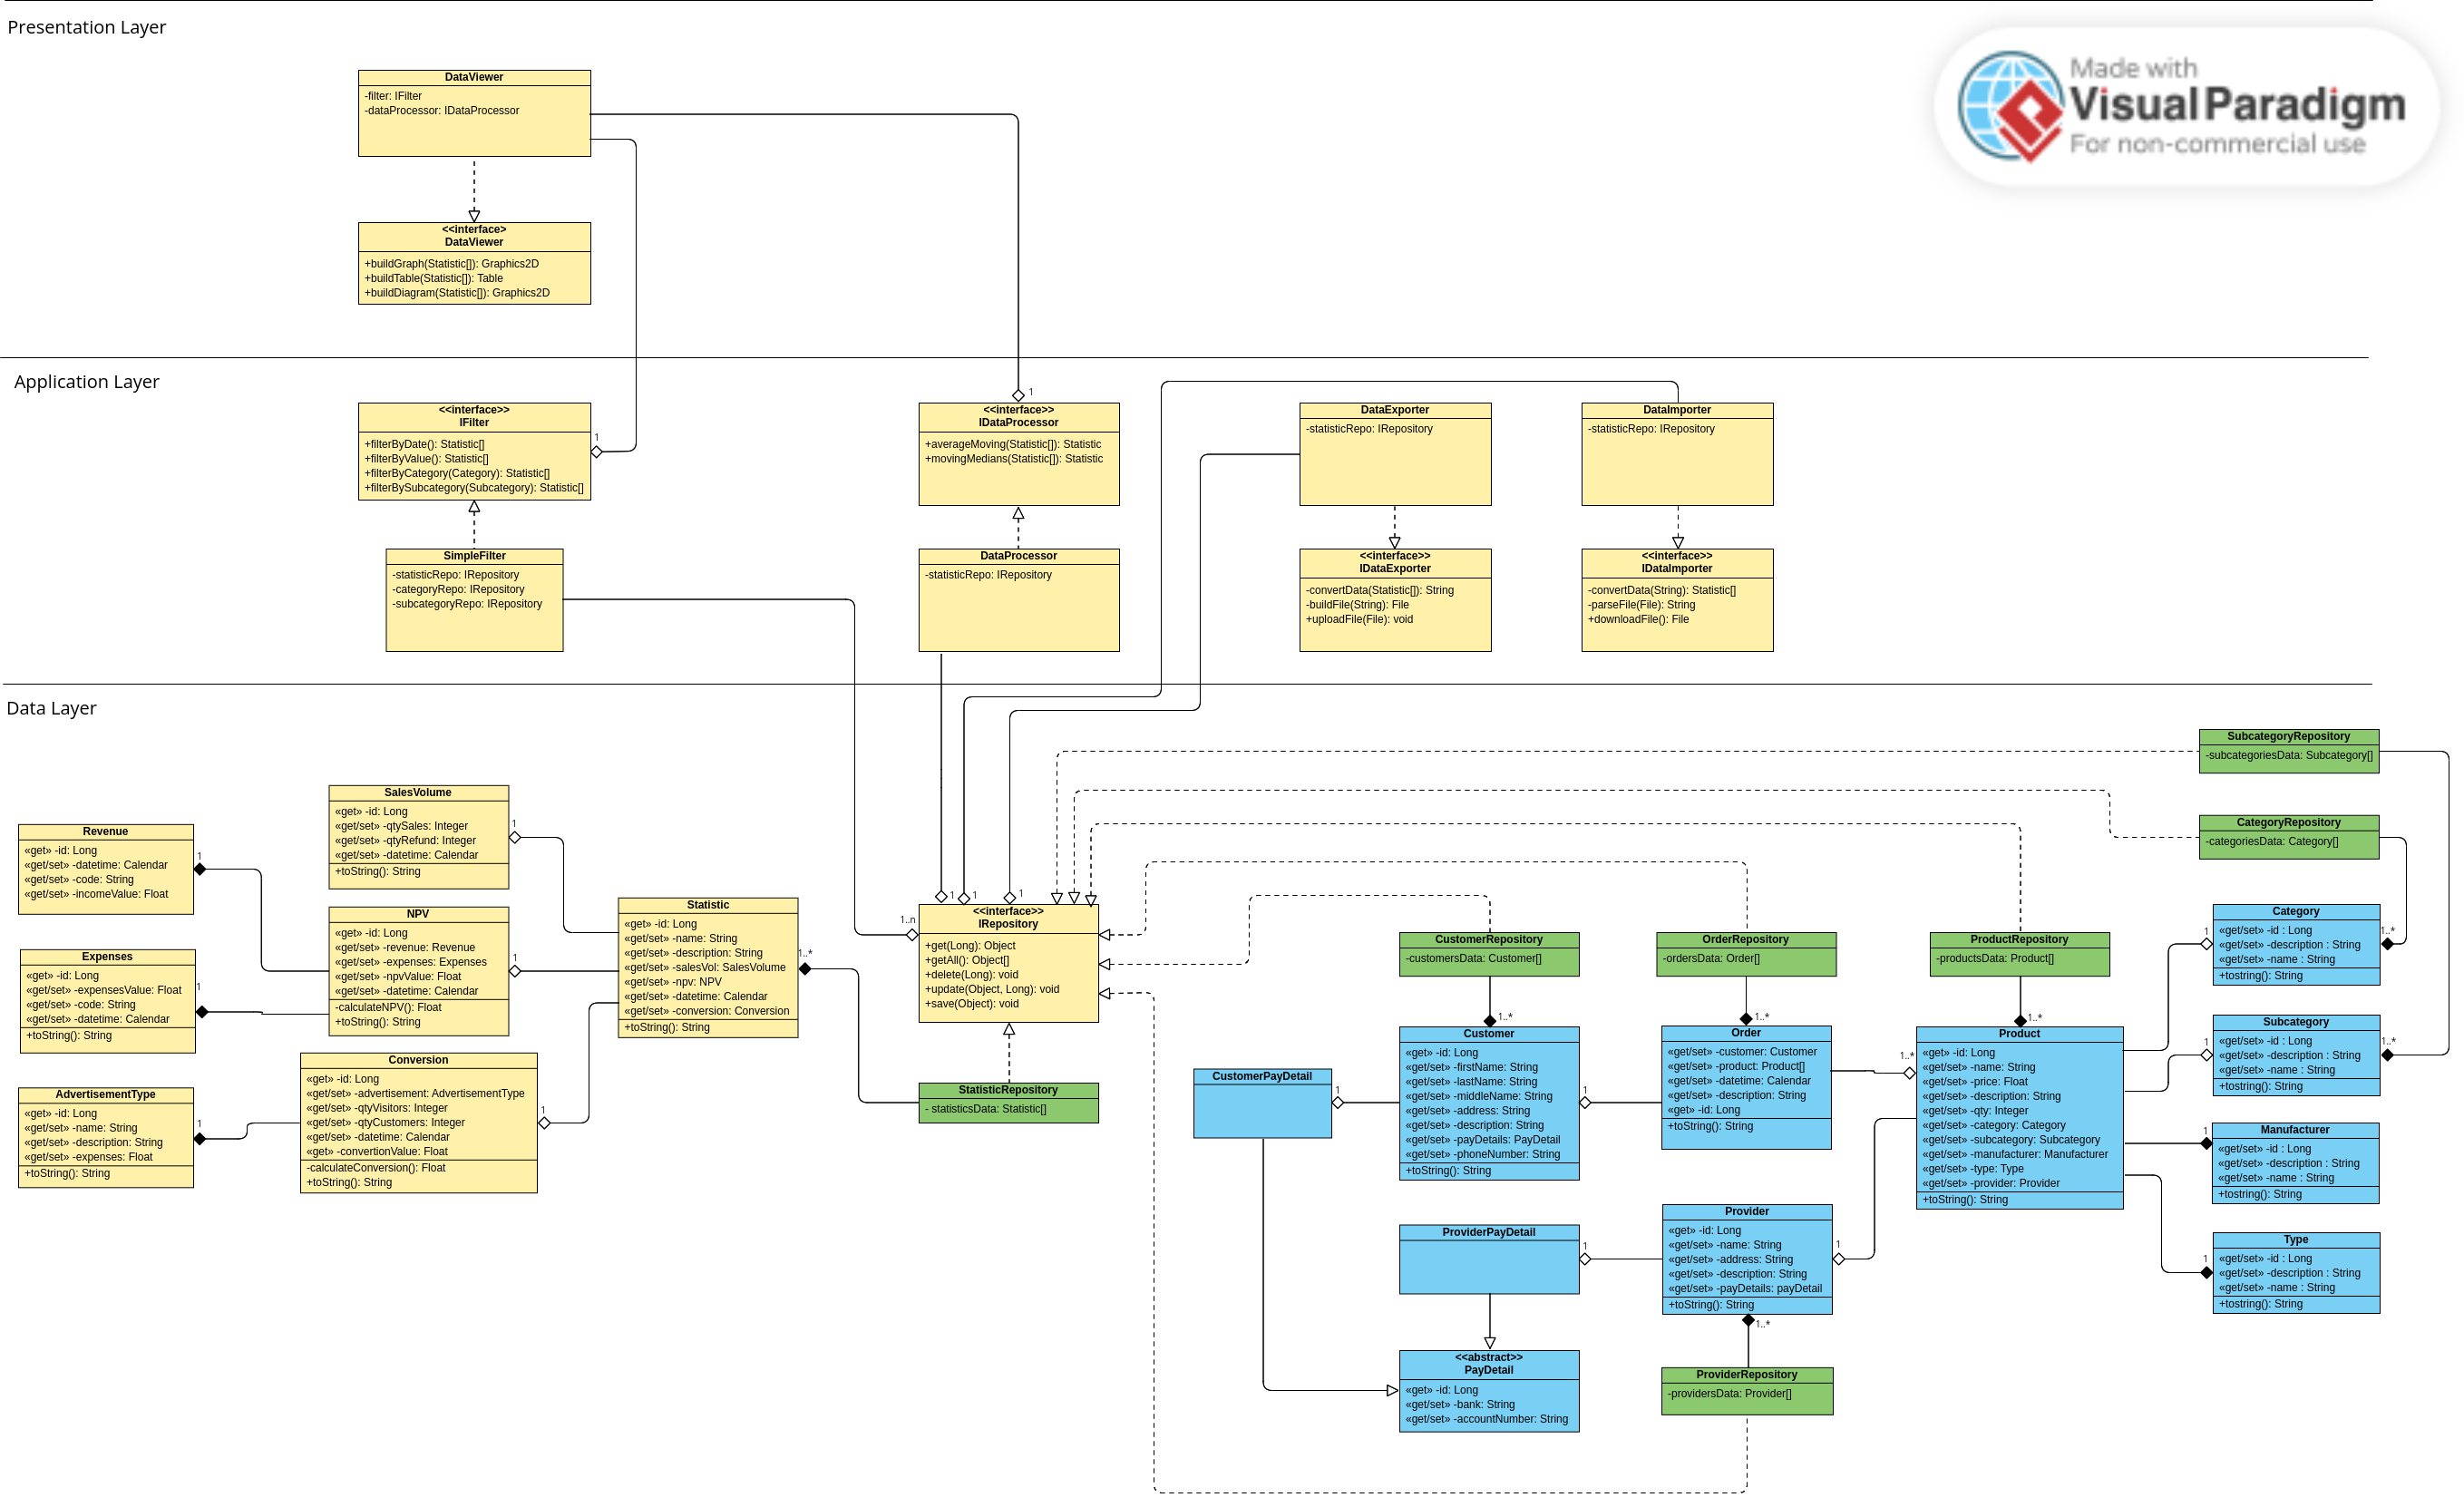 Presentation Layer
Made with
Visual Paradigm
For non-commercial use
DataViewer
-filter: IFilter
-dataProcessor: IDataProcessor
<<interface>
DataViewer
+buildGraph(Statistic[]): Graphics2D
+buildTable(Statistic[]): Table
+buildDiagram(Statistic[]): Graphics2D
Application Layer
<<interface>>
IFilter
+filterByDate(): Statistic[]
+filterByValue(): Statistic[]
+filterByCategory(Category): Statistic[]
+filterBySubcategory(Subcategory): Statistic[]
1
1
<<interface>>
IDataProcessor
+averageMoving(Statistic[]): Statistic
+movingMedians(Statistic[]): Statistic
DataExporter
-statisticRepo: IRepository
DataImporter
-statisticRepo: IRepository
SimpleFilter
-statisticRepo: IRepository
-categoryRepo: IRepository
-subcategoryRepo: IRepository
DataProcessor
-statisticRepo: IRepository
<<interface>>
IDataExporter
-convertData(Statistic[]): String
-buildFile(String): File
+uploadFile(File): void
<<interface>>
IDataImporter
-convertData(String): Statistic[]
-parseFile(File): String
+downloadFile(): File
Data Layer
Revenue
«get» -id: Long
«get/set» -datetime: Calendar
«get/set» -code: String
«get/set» -incomeValue: Float
1
Expenses
«get» -id: Long
«get/set» -expensesValue: Float
«get/set» -code: String
«get/set» -datetime: Calendar
+toString(): String
1
AdvertisementType
«get» -id: Long
«get/set» -name: String
«get/set» -description: String
«get/set» -expenses: Float
+toString(): String
1
SalesVolume
«get» -id: Long
«get/set» -qtySales: Integer
«get/set» -qtyRefund: Integer
«get/set» -datetime: Calendar
+toString(): String
1
NPV
«get» -id: Long
«get/set» -revenue: Revenue
«get/set» -expenses: Expenses
«get/set» -npvValue: Float
«get/set» -datetime: Calendar
-calculateNPV(): Float
+toString(): String
1
Conversion
«get» -id: Long
«get/set» -advertisement: AdvertisementType
«get/set» -qtyVisitors: Integer
«get/set» -qtyCustomers: Integer
«get/set» -datetime: Calendar
«get» -convertionValue: Float
-calculateConversion(): Float
+toString(): String
1
Statistic
«get» -id: Long
«get/set» -name: String
«get/set» -description: String
«get/set» -salesVol: SalesVolume
«get/set» -npv: NPV
«get/set» -datetime: Calendar
«get/set» -conversion: Conversion
+toString(): String
1..*
1..n
1
1
1
<<interface>>
IRepository
+get(Long): Object
+getAll(): Object[]
+delete(Long): void
+update(Object, Long): void
+save(Object): void
StatisticRepository
- statisticsData: Statistic[]
SubcategoryRepository
-subcategoriesData: Subcategory[]
CategoryRepository
-categoriesData: Category[]
CustomerRepository
-customersData: Customer[]
1..*
OrderRepository
-ordersData: Order[]
1..*
ProductRepository
-productsData: Product[]
1..*
CustomerPayDetail
1
Customer
«get» -id: Long
«get/set» -firstName: String
«get/set» -lastName: String
«get/set» -middleName: String
«get/set» -address: String
«get/set» -description: String
«get/set» -payDetails: PayDetail
«get/set» -phoneNumber: String
+toString(): String
1
Order
«get/set» -customer: Customer
«get/set» -product: Product[]
«get/set» -datetime: Calendar
«get/set» -description: String
«get» -id: Long
+toString(): String
1..*
Product
«get» -id: Long
«get/set» -name: String
«get/set» -price: Float
«get/set» -description: String
«get/set» -qty: Integer
«get/set» -category: Category
«get/set» -subcategory: Subcategory
«get/set» -manufacturer: Manufacturer
«get/set» -type: Type
«get/set» -provider: Provider
+toString(): String
Category
«get/set» -id : Long
«get/set» -description : String
«get/set» -name : String
+tostring(): String
1
1..*
Subcategory
«get/set» -id : Long
«get/set» -description : String
«get/set» -name : String
+tostring(): String
1
1..*
Manufacturer
«get/set» -id : Long
«get/set» -description : String
«get/set» -name : String
+tostring(): String
1
Type
«get/set» -id : Long
«get/set» -description : String
«get/set» -name : String
+tostring(): String
1
ProviderPayDetail
1
Provider
«get» -id: Long
«get/set» -name: String
«get/set» -address: String
«get/set» -description: String
«get/set» -payDetails: payDetail
+toString(): String
1
1..*
<<abstract>>
PayDetail
«get» -id: Long
«get/set» -bank: String
«get/set» -accountNumber: String
ProviderRepository
-providersData: Provider[]